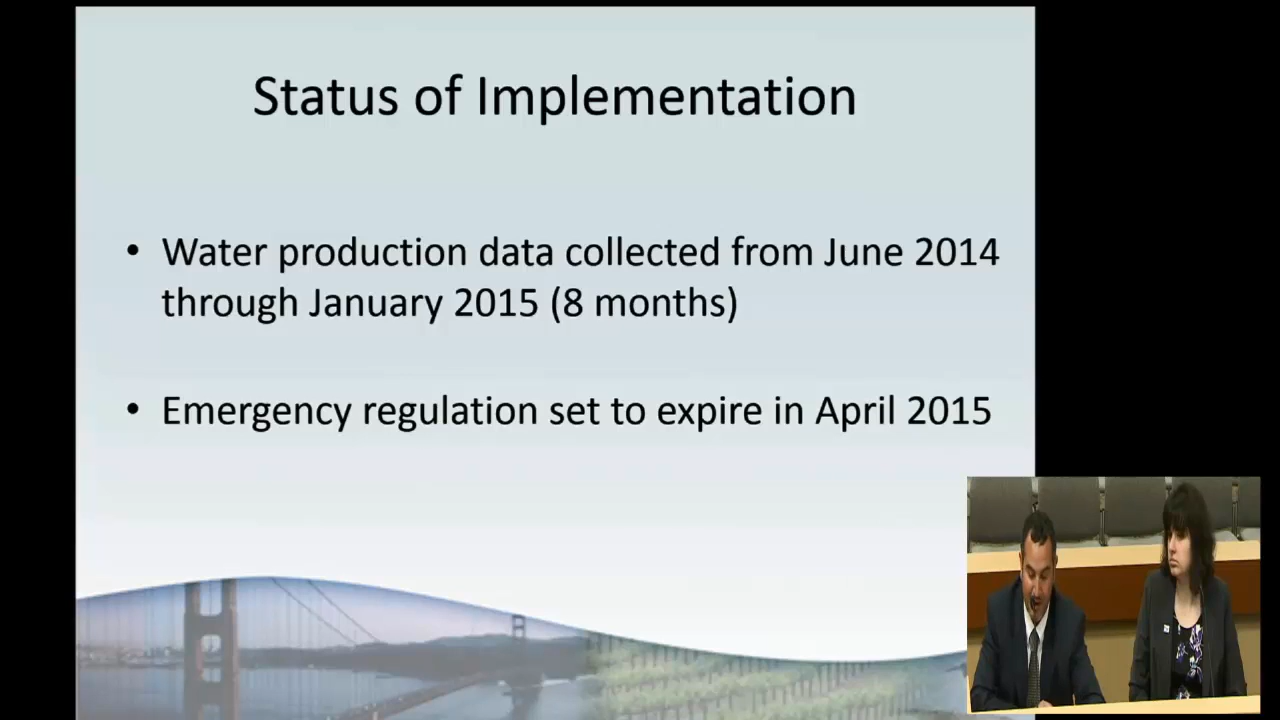 Status of Implementation
• Water production data collected from June 2014
through January 2015 (8 months)
• Emergency regulation set to expire in April 2015